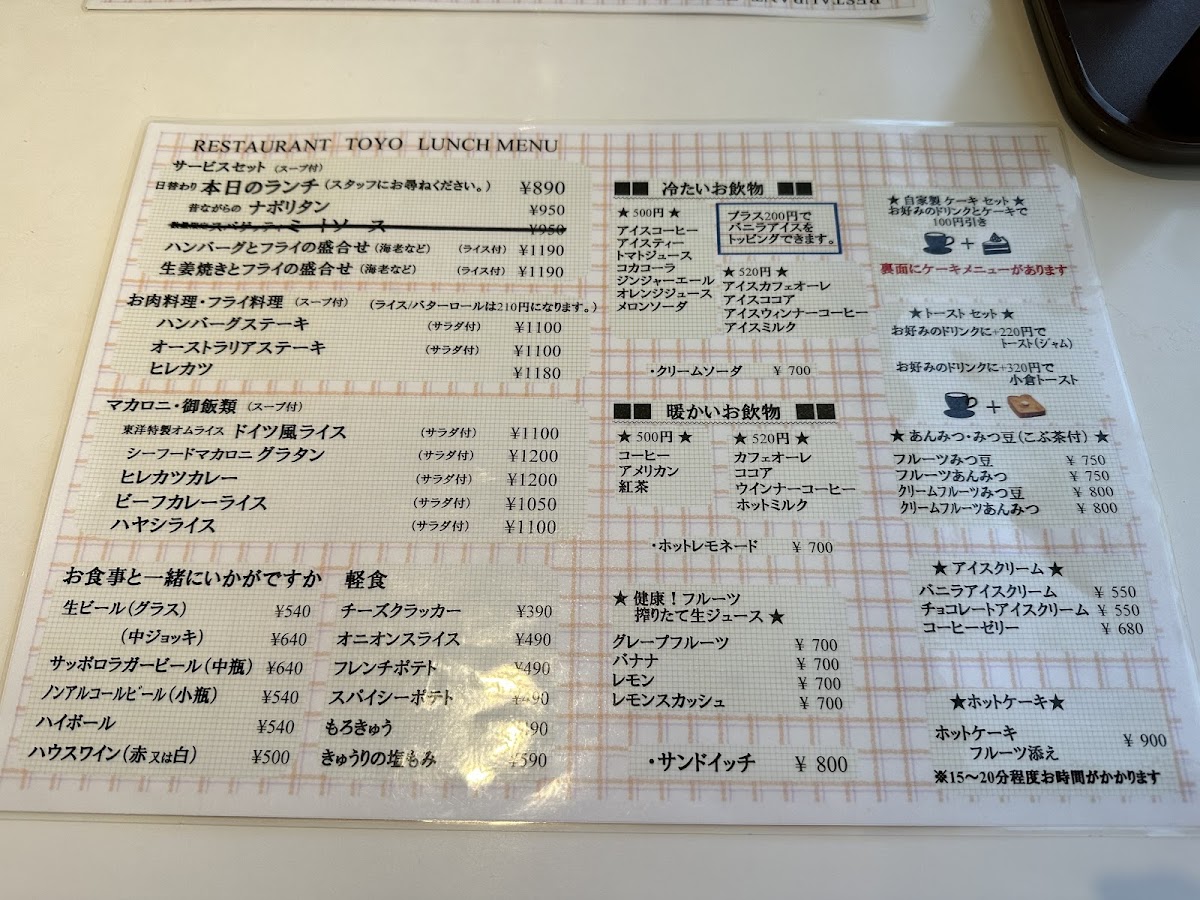 RESTAURANT TOYO LUNCH MENU
サービスセット (スープ付)
日替わり 本日のランチ (スタッフにお尋ねください。) ¥890
昔ながらの ナポリタン ¥950
スパゲッティミートソース ¥950
ハンバーグとフライの盛合せ (海老など) (ライス付) ¥1190
生姜焼きとフライの盛合せ (海老など) (ライス付) ¥1190
お肉料理・フライ料理 (スープ付) (ライス/バターロールは210円になります。)
ハンバーグステーキ (サラダ付) ¥1100
オーストラリアステーキ (サラダ付) ¥1100
ヒレカツ ¥1180
マカロニ・御飯類 (スープ付)
東洋特製オムライス ドイツ風ライス (サラダ付) ¥1100
シーフードマカロニ グラタン (サラダ付) ¥1200
ヒレカツカレー (サラダ付) ¥1200
ビーフカレーライス (サラダ付) ¥1050
ハヤシライス (サラダ付) ¥1100
お食事と一緒にいかがですか
生ビール(グラス) ¥540
(中ジョッキ) ¥640
サッポロラガービール(中瓶) ¥640
ノンアルコールビール(小瓶) ¥540
ハイボール ¥540
ハウスワイン(赤又は白) ¥500
軽食
チーズクラッカー ¥390
オニオンスライス ¥490
フレンチポテト ¥490
スパイシーポテト
もろきゅう
きゅうりの塩もみ ¥590
■■ 冷たいお飲物 ■■
★ 500円 ★
アイスコーヒー
アイスティー
トマトジュース
コカコーラ
ジンジャーエール
オレンジジュース
メロンソーダ
プラス200円で
バニラアイスを
トッピングできます。
★ 520円 ★
アイスカフェオーレ
アイスココア
アイスウィンナーコーヒー
アイスミルク
・クリームソーダ ¥ 700
■■ 暖かいお飲物 ■■
★ 500円 ★
コーヒー
アメリカン
紅茶
★ 520円 ★
カフェオーレ
ココア
ウインナーコーヒー
ホットミルク
・ホットレモネード ¥ 700
★ 健康！フルーツ
搾りたて生ジュース ★
グレープフルーツ ¥ 700
バナナ ¥ 700
レモン ¥ 700
レモンスカッシュ ¥ 700
・サンドイッチ ¥ 800
★ 自家製 ケーキ セット ★
お好みのドリンクとケーキで
100円引き
+
裏面にケーキメニューがあります
★トースト セット★
お好みのドリンクに+220円で
トースト(ジャム)
お好みのドリンクに+320円で
小倉トースト
+
★ あんみつ・みつ豆(こぶ茶付) ★
フルーツみつ豆 ¥ 750
フルーツあんみつ ¥ 750
クリームフルーツみつ豆 ¥ 800
クリームフルーツあんみつ ¥ 800
★ アイスクリーム ★
バニラアイスクリーム ¥ 550
チョコレートアイスクリーム ¥ 550
コーヒーゼリー ¥ 680
★ホットケーキ★
ホットケーキ
フルーツ添え ¥ 900
※15～20分程度お時間がかかります